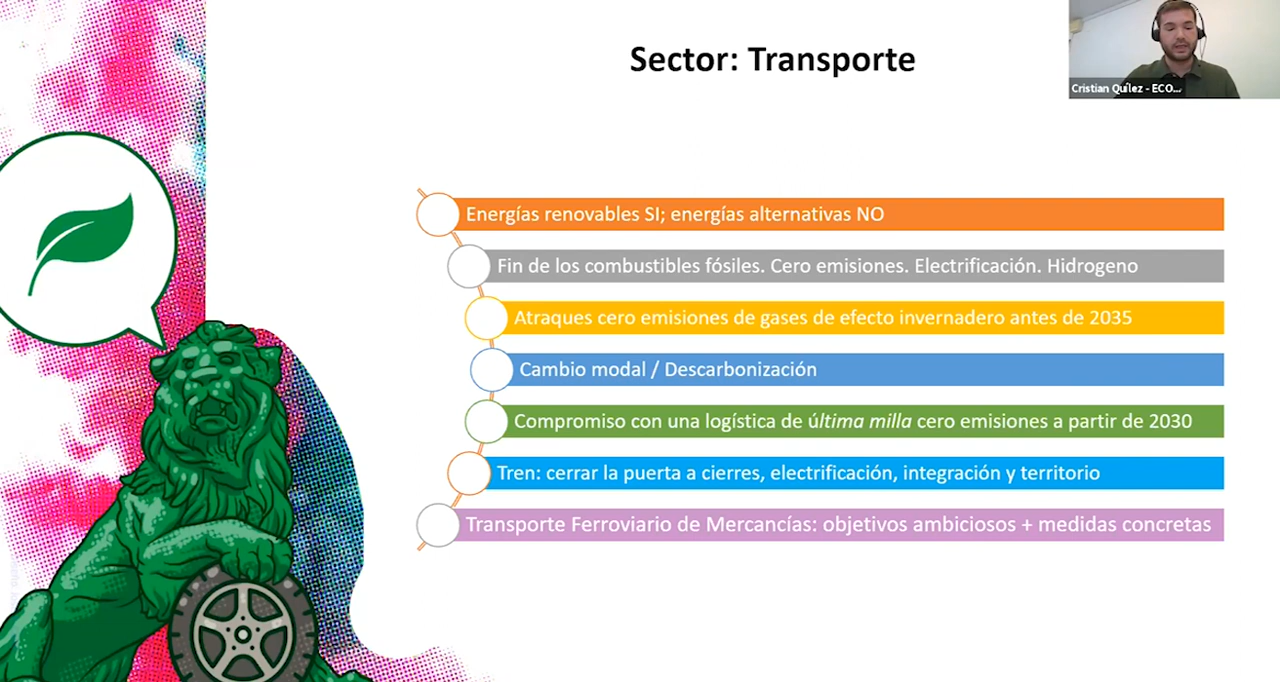 Sector: Transporte
Cristian Quílez - ECO...
Energías renovables SI; energías alternativas NO
Fin de los combustibles fósiles. Cero emisiones. Electrificación. Hidrogeno
Atraques cero emisiones de gases de efecto invernadero antes de 2035
Cambio modal / Descarbonización
Compromiso con una logística de última milla cero emisiones a partir de 2030
Tren: cerrar la puerta a cierres, electrificación, integración y territorio
Transporte Ferroviario de Mercancías: objetivos ambiciosos + medidas concretas